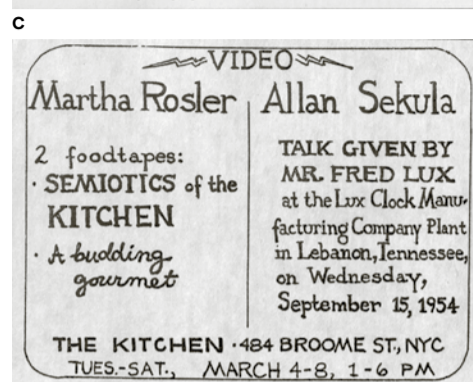 C
VIDEO
Martha Rosler
2 foodtapes:
· SEMIOTICS of the
KITCHEN
· A budding
gourmet
Allan Sekula
TALK GIVEN BY
MR. FRED LUX
at the Lux Clock Manu-
facturing Company Plant
in Lebanon, Tennessee,
on Wednesday,
September 15, 1954
THE KITCHEN · 484 BROOME ST., NYC
TUES.-SAT., MARCH 4-8, 1-6 PM